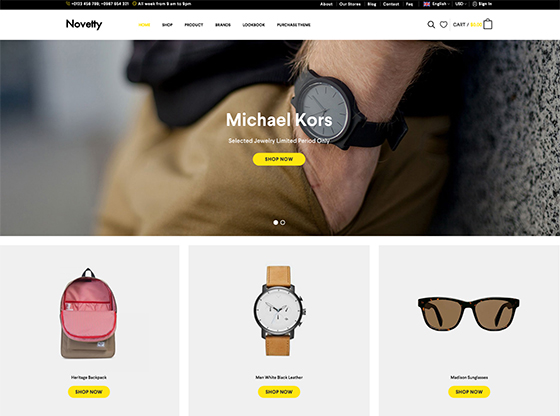 +0123 456 789, +0987 654 321 All week from 9 am to 9pm About Our Stores Blog Contact Faq English USD Sign In
Novetty HOME SHOP PRODUCT BRANDS LOOKBOOK PURCHASE THEME CART / $0.00
Michael Kors
Selected Jewelry Limited Period Only
SHOP NOW
Heritage Backpack Men White Black Leather Madison Sunglasses
SHOP NOW SHOP NOW SHOP NOW